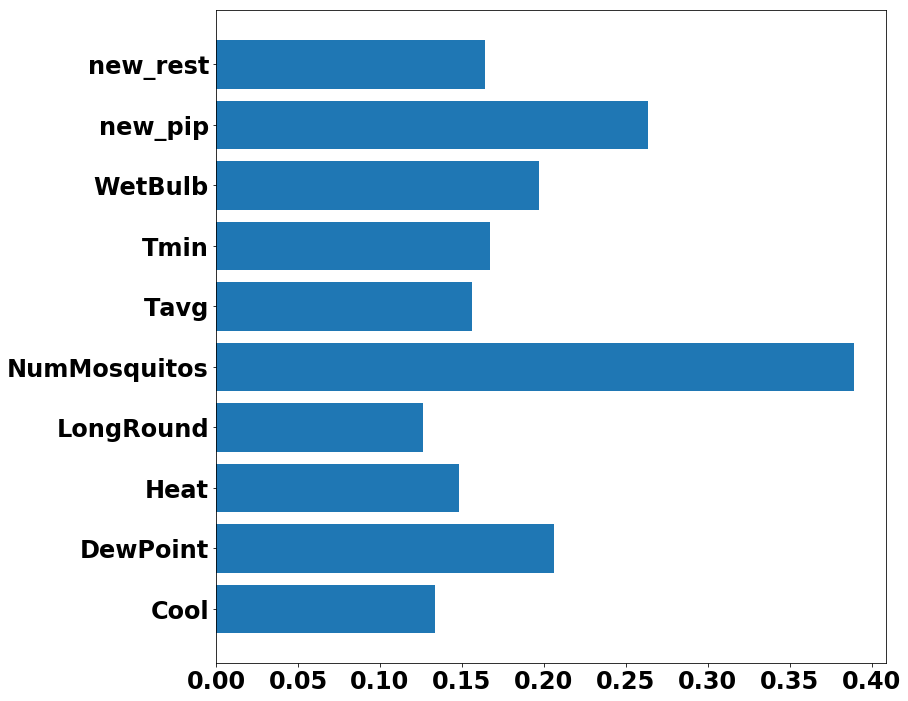 new_rest
new_pip
WetBulb
Tmin
Tavg
NumMosquitos
LongRound
Heat
DewPoint
Cool
0.00 0.05 0.10 0.15 0.20 0.25 0.30 0.35 0.40